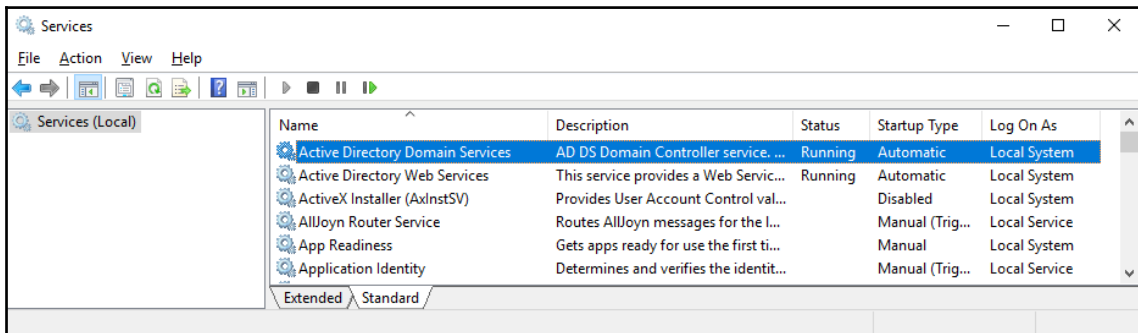 Services
File Action View Help
Services (Local)
Name Description Status Startup Type Log On As
Active Directory Domain Services AD DS Domain Controller service. ... Running Automatic Local System
Active Directory Web Services This service provides a Web Servic... Running Automatic Local System
ActiveX Installer (AxInstSV) Provides User Account Control val... Disabled Local System
AllJoyn Router Service Routes AllJoyn messages for the l... Manual (Trig... Local Service
App Readiness Gets apps ready for use the first ti... Manual Local System
Application Identity Determines and verifies the identit... Manual (Trig... Local Service
Extended Standard